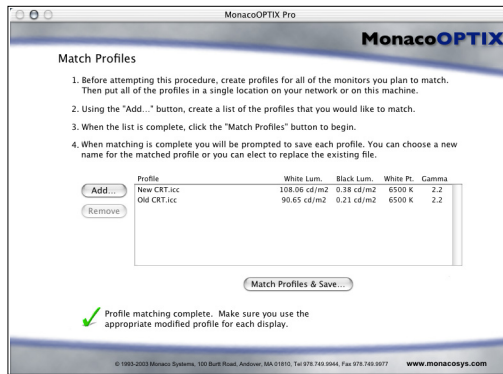 MonacoOPTIX Pro
MonacoOPTIX
Match Profiles
1. Before attempting this procedure, create profiles for all of the monitors you plan to match.
Then put all of the profiles in a single location on your network or on this machine.
2. Using the "Add..." button, create a list of the profiles that you would like to match.
3. When the list is complete, click the "Match Profiles" button to begin.
4. When matching is complete you will be prompted to save each profile. You can choose a new
name for the matched profile or you can elect to replace the existing file.
Profile White Lum. Black Lum. White Pt. Gamma
Add...
New CRT.icc 108.06 cd/m2 0.38 cd/m2 6500 K 2.2
Old CRT.icc 90.65 cd/m2 0.21 cd/m2 6500 K 2.2
Remove
Match Profiles & Save...
Profile matching complete. Make sure you use the
appropriate modified profile for each display.
© 1993-2003 Monaco Systems, 100 Burtt Road, Andover, MA 01810, Tel 978.749.9944, Fax 978.749.9977 www.monacosys.com